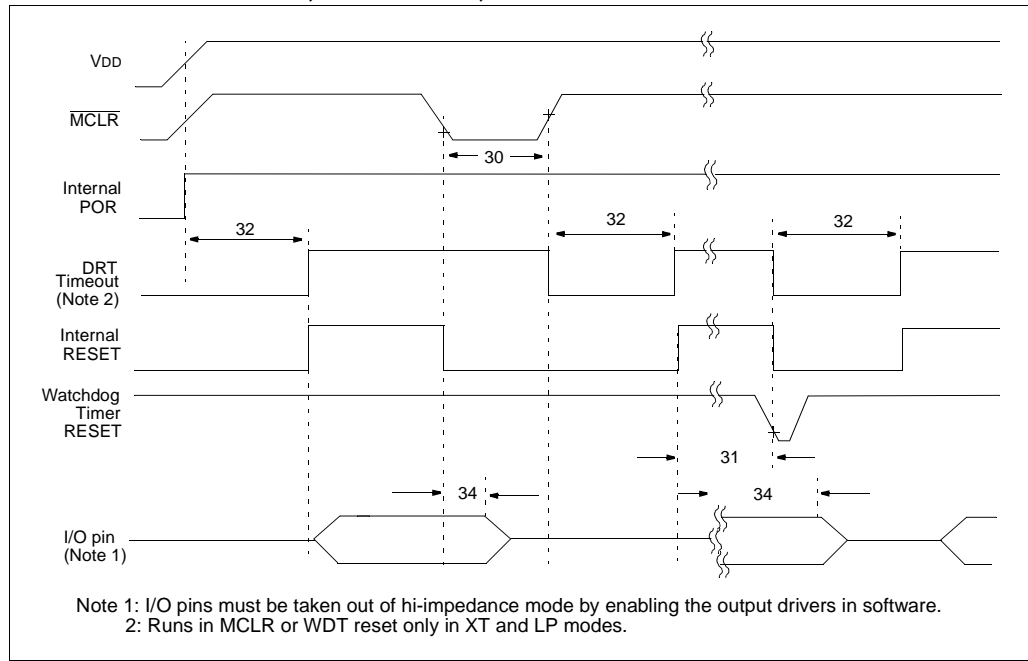 VDD
MCLR
30
Internal
POR
32
32
32
DRT
Timeout
(Note 2)
Internal
RESET
Watchdog
Timer
RESET
31
34
34
I/O pin
(Note 1)
Note 1: I/O pins must be taken out of hi-impedance mode by enabling the output drivers in software.
2: Runs in MCLR or WDT reset only in XT and LP modes.